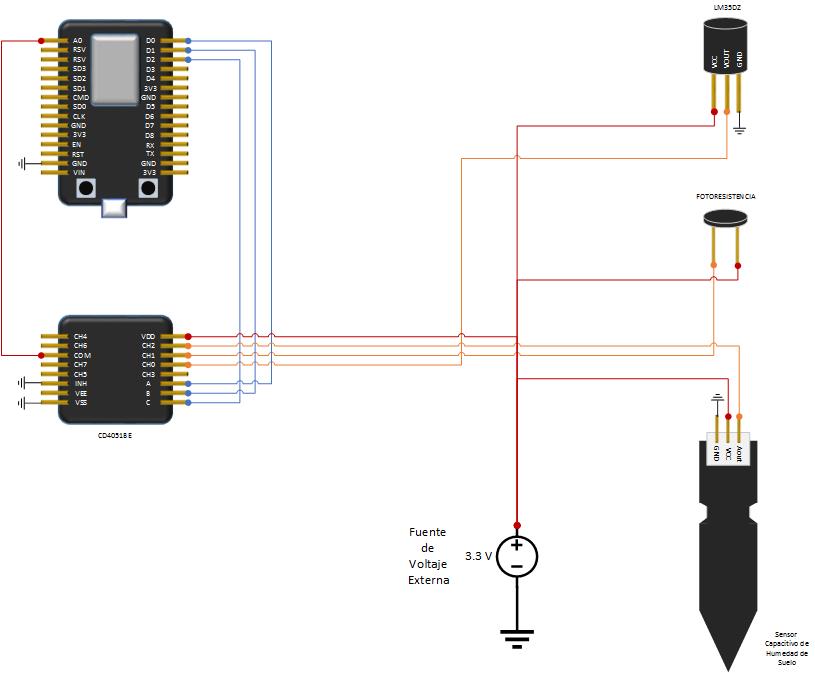 LM35DZ
VCC
VOUT
GND
A0
RSV
RSV
SD3
SD2
SD1
CMD
SD0
CLK
GND
3V3
EN
RST
GND
VIN
D0
D1
D2
D3
D4
3V3
GND
D5
D6
D7
D8
RX
TX
GND
3V3
FOTORESISTENCIA
CH4
CH6
COM
CH7
CH5
INH
VEE
VSS
VDD
CH2
CH1
CH0
CH3
A
B
C
CD4051BE
GND
VCC
Aout
Fuente
de
Voltaje
Externa
3.3 V
Sensor
Capacitivo de
Humedad de
Suelo